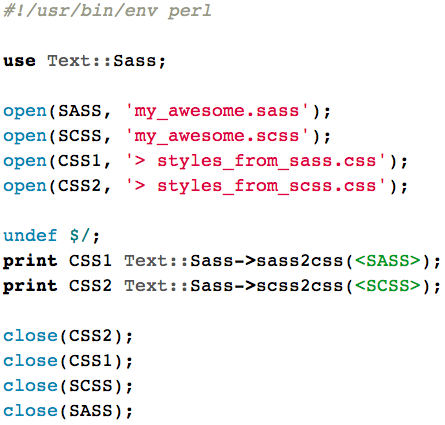 #!/usr/bin/env perl
use Text::Sass;
open(SASS, 'my_awesome.sass');
open(SCSS, 'my_awesome.scss');
open(CSS1, '> styles_from_sass.css');
open(CSS2, '> styles_from_scss.css');
undef $/;
print CSS1 Text::Sass->sass2css(<SASS>);
print CSS2 Text::Sass->scss2css(<SCSS>);
close(CSS2);
close(CSS1);
close(SCSS);
close(SASS);